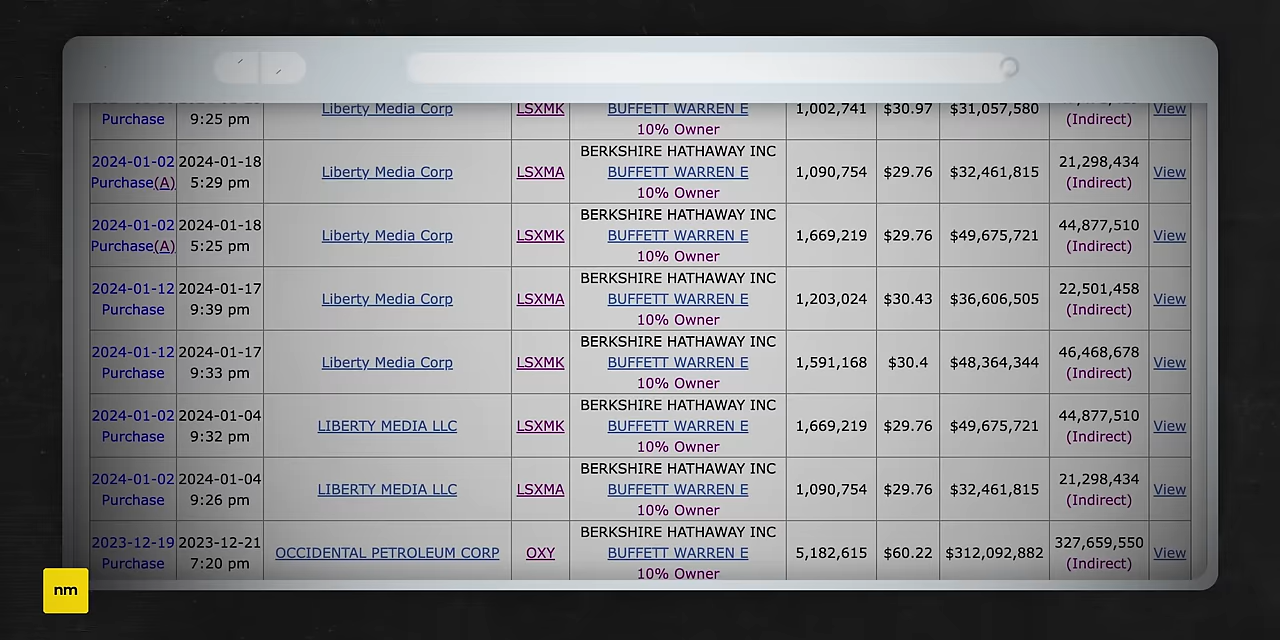 Purchase 9:25 pm Liberty Media Corp LSXMK BUFFETT WARREN E 1,002,741 $30.97 $31,057,580 (Indirect) View
10% Owner
BERKSHIRE HATHAWAY INC
2024-01-02 2024-01-18 Liberty Media Corp LSXMA BUFFETT WARREN E 1,090,754 $29.76 $32,461,815 21,298,434 View
Purchase(A) 5:29 pm 10% Owner (Indirect)
BERKSHIRE HATHAWAY INC
2024-01-02 2024-01-18 Liberty Media Corp LSXMK BUFFETT WARREN E 1,669,219 $29.76 $49,675,721 44,877,510 View
Purchase(A) 5:25 pm 10% Owner (Indirect)
BERKSHIRE HATHAWAY INC
2024-01-12 2024-01-17 Liberty Media Corp LSXMA BUFFETT WARREN E 1,203,024 $30.43 $36,606,505 22,501,458 View
Purchase 9:39 pm 10% Owner (Indirect)
BERKSHIRE HATHAWAY INC
2024-01-12 2024-01-17 Liberty Media Corp LSXMK BUFFETT WARREN E 1,591,168 $30.4 $48,364,344 46,468,678 View
Purchase 9:33 pm 10% Owner (Indirect)
BERKSHIRE HATHAWAY INC
2024-01-02 2024-01-04 LIBERTY MEDIA LLC LSXMK BUFFETT WARREN E 1,669,219 $29.76 $49,675,721 44,877,510 View
Purchase 9:32 pm 10% Owner (Indirect)
BERKSHIRE HATHAWAY INC
2024-01-02 2024-01-04 LIBERTY MEDIA LLC LSXMA BUFFETT WARREN E 1,090,754 $29.76 $32,461,815 21,298,434 View
Purchase 9:26 pm 10% Owner (Indirect)
BERKSHIRE HATHAWAY INC
2023-12-19 2023-12-21 OCCIDENTAL PETROLEUM CORP OXY BUFFETT WARREN E 5,182,615 $60.22 $312,092,882 327,659,550 View
Purchase 7:20 pm 10% Owner (Indirect)
nm